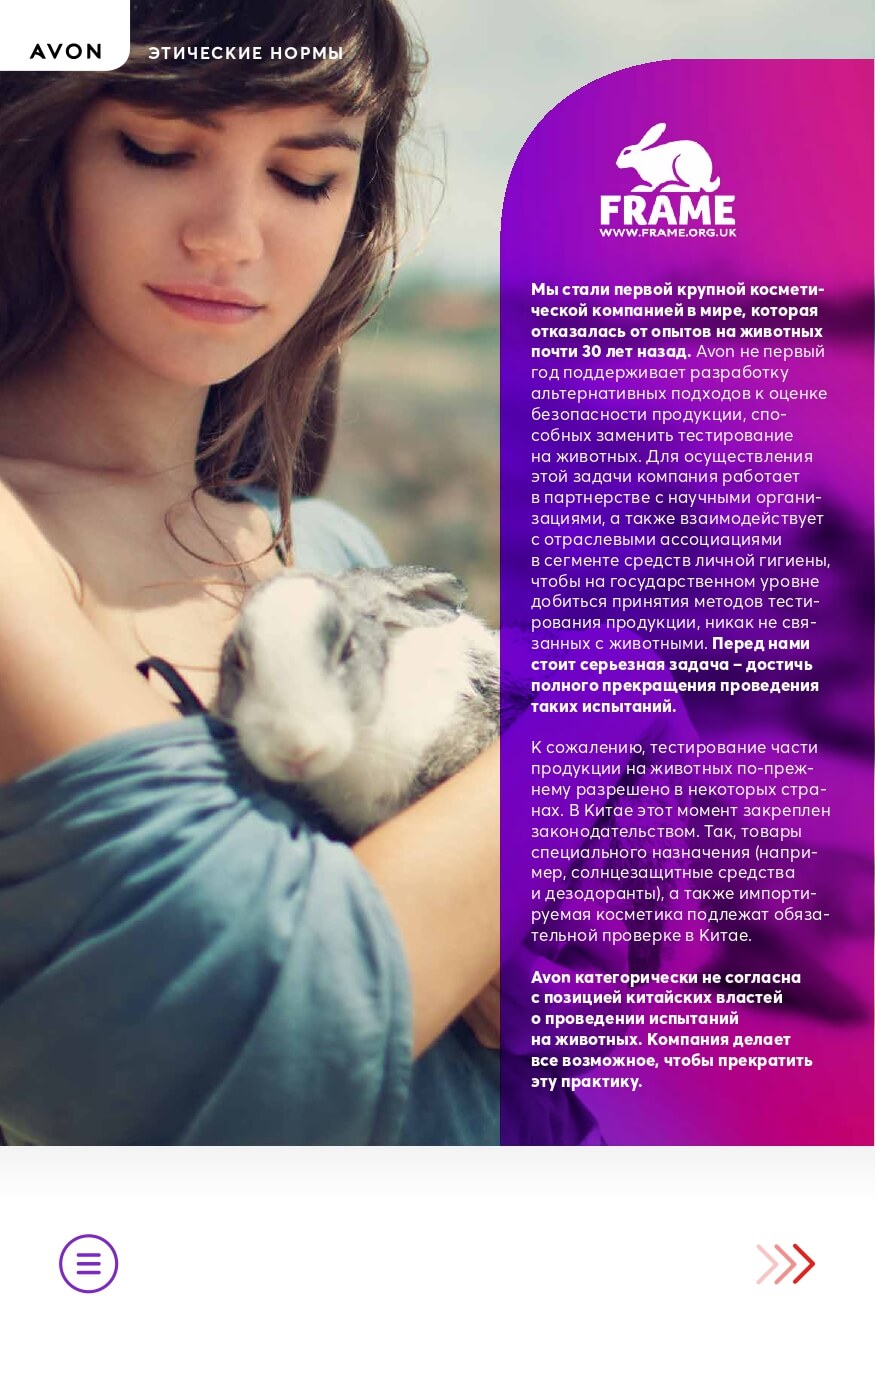 AVON
ЭТИЧЕСКИЕ НОРМЫ
FRAME
WWW.FRAME.ORG.UK
Мы стали первой крупной космети-
ческой компанией в мире, которая
отказалась от опытов на животных
почти 30 лет назад. Avon не первый
год поддерживает разработку
альтернативных подходов к оценке
безопасности продукции, спо-
собных заменить тестирование
на животных. Для осуществления
этой задачи компания работает
в партнерстве с научными органи-
зациями, а также взаимодействует
с отраслевыми ассоциациями
в сегменте средств личной гигиены,
чтобы на государственном уровне
добиться принятия методов тести-
рования продукции, никак не свя-
занных с животными. Перед нами
стоит серьезная задача – достичь
полного прекращения проведения
таких испытаний.
К сожалению, тестирование части
продукции на животных по-преж-
нему разрешено в некоторых стра-
нах. В Китае этот момент закреплен
законодательством. Так, товары
специального назначения (напри-
мер, солнцезащитные средства
и дезодоранты), а также импорти-
руемая косметика подлежат обяза-
тельной проверке в Китае.
Avon категорически не согласна
с позицией китайских властей
о проведении испытаний
на животных. Компания делает
все возможное, чтобы прекратить
эту практику.